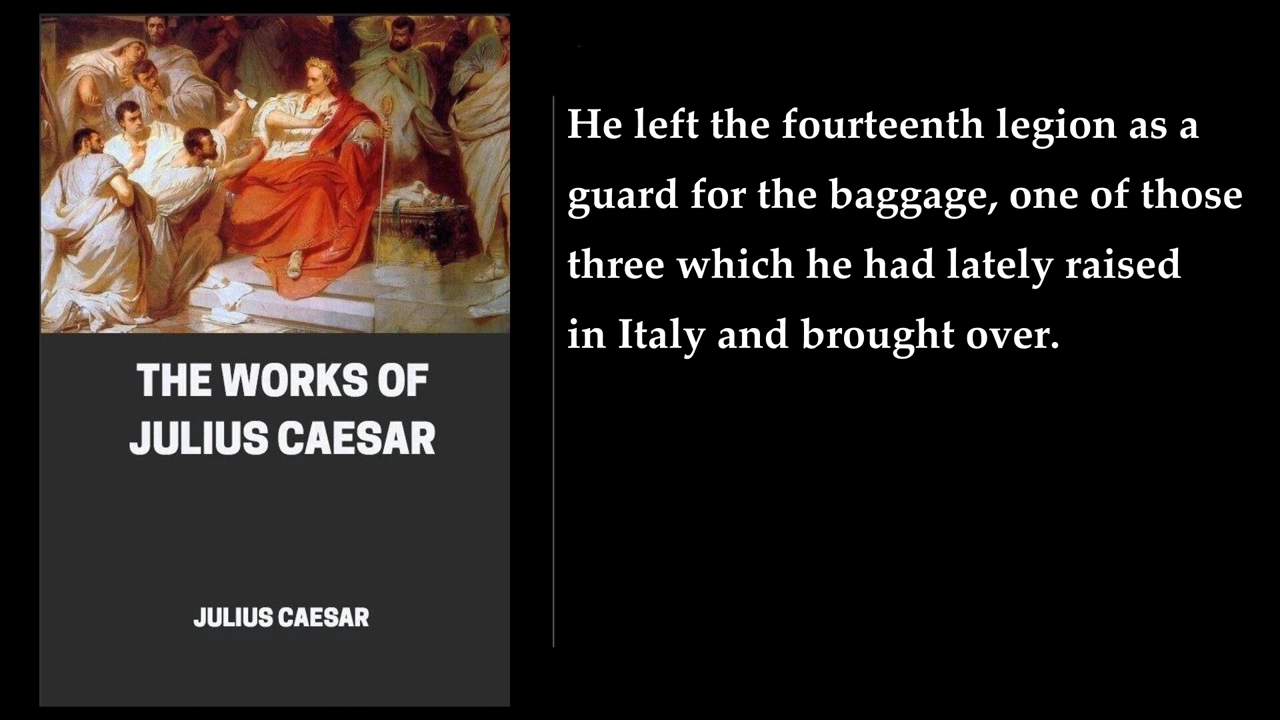 THE WORKS OF
JULIUS CAESAR
JULIUS CAESAR
He left the fourteenth legion as a
guard for the baggage, one of those
three which he had lately raised
in Italy and brought over.